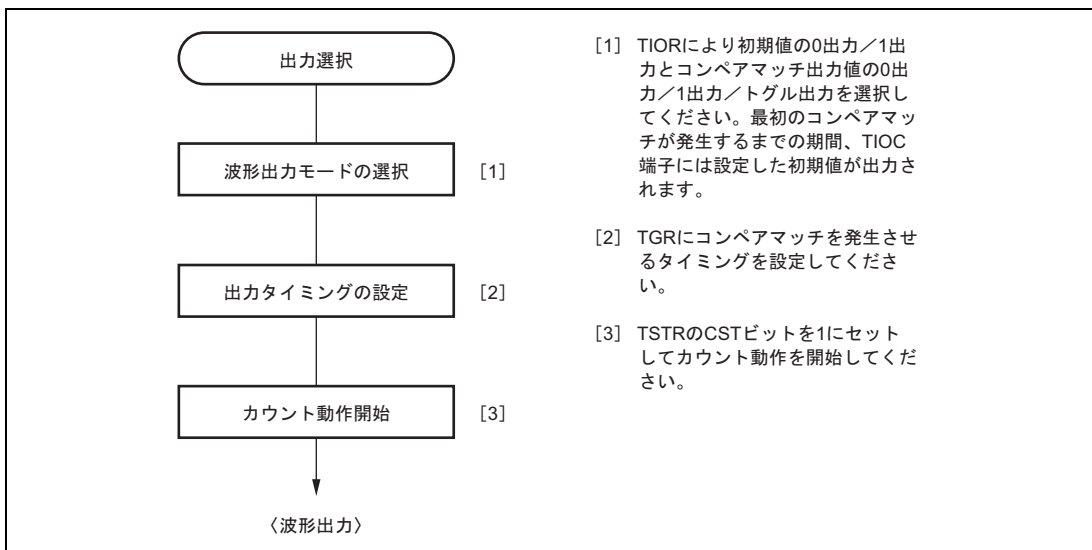 出力選択
波形出力モードの選択 [1]
出力タイミングの設定 [2]
カウント動作開始 [3]
〈波形出力〉
[1] TIORにより初期値の0出力／1出
力とコンペアマッチ出力値の0出
力／1出力／トグル出力を選択し
てください。最初のコンペアマッ
チが発生するまでの期間、TIOC
端子には設定した初期値が出力さ
れます。
[2] TGRにコンペアマッチを発生させ
るタイミングを設定してくださ
い。
[3] TSTRのCSTビットを1にセット
してカウント動作を開始してくだ
さい。